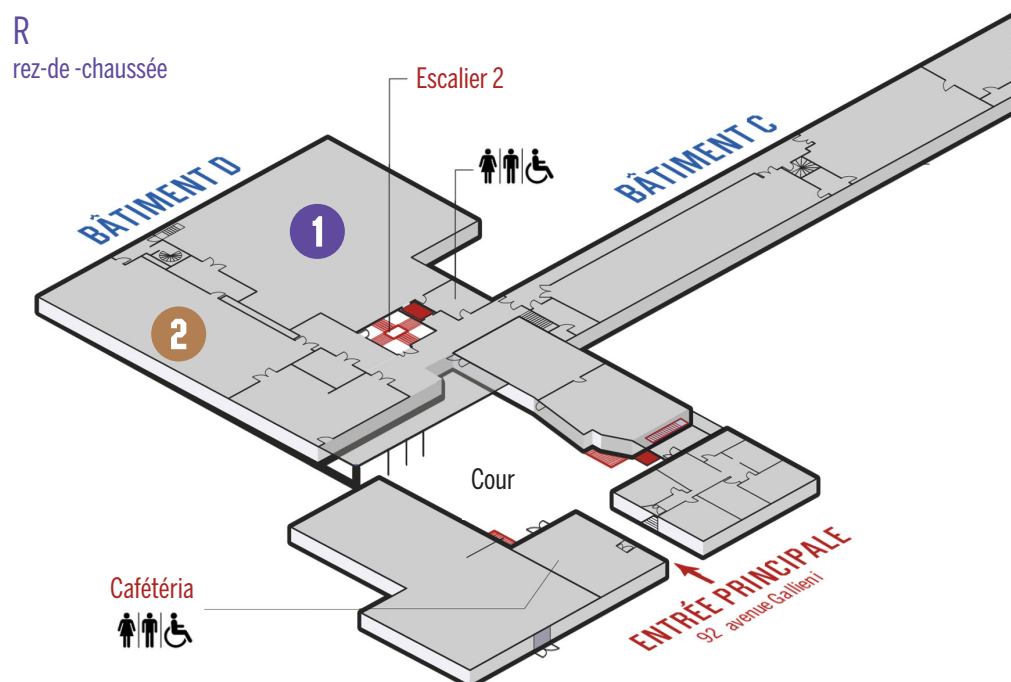 R
rez-de -chaussée
Escalier 2
BÂTIMENT D
BÂTIMENT C
1
2
Cour
Cafétéria
ENTRÉE PRINCIPALE
92 avenue Gallieni